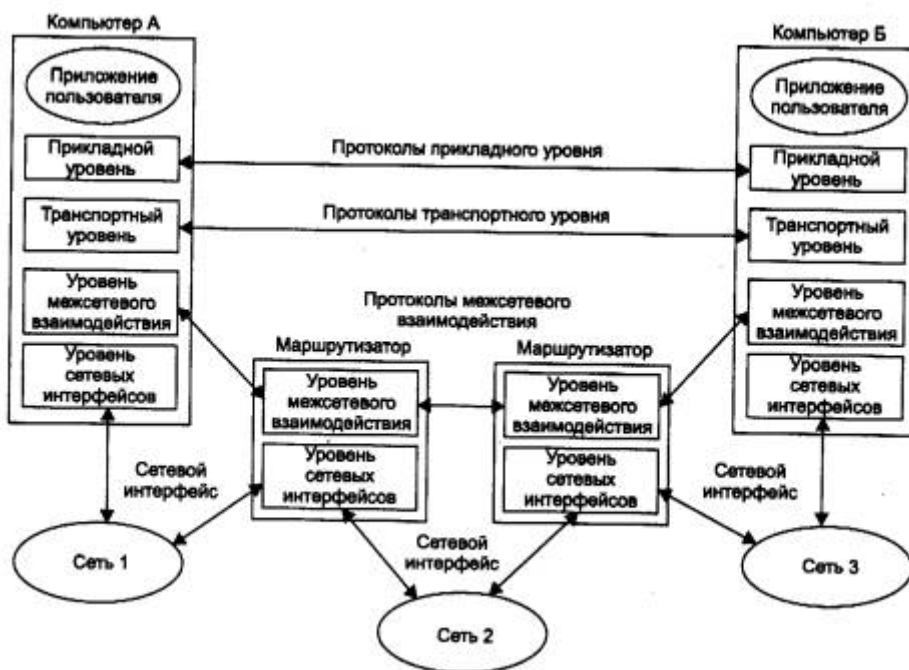 Компьютер А
Приложение
пользователя
Прикладной
уровень
Транспортный
уровень
Уровень
межсетевого
взаимодействия
Уровень
сетевых
интерфейсов
Компьютер Б
Приложение
пользователя
Прикладной
уровень
Транспортный
уровень
Уровень
межсетевого
взаимодействия
Уровень
сетевых
интерфейсов
Протоколы прикладного уровня
Протоколы транспортного уровня
Протоколы межсетевого
взаимодействия
Маршрутизатор
Уровень
межсетевого
взаимодействия
Уровень
сетевых
интерфейсов
Маршрутизатор
Уровень
межсетевого
взаимодействия
Уровень
сетевых
интерфейсов
Сетевой
интерфейс
Сетевой
интерфейс
Сетевой
интерфейс
Сеть 1
Сеть 2
Сеть 3